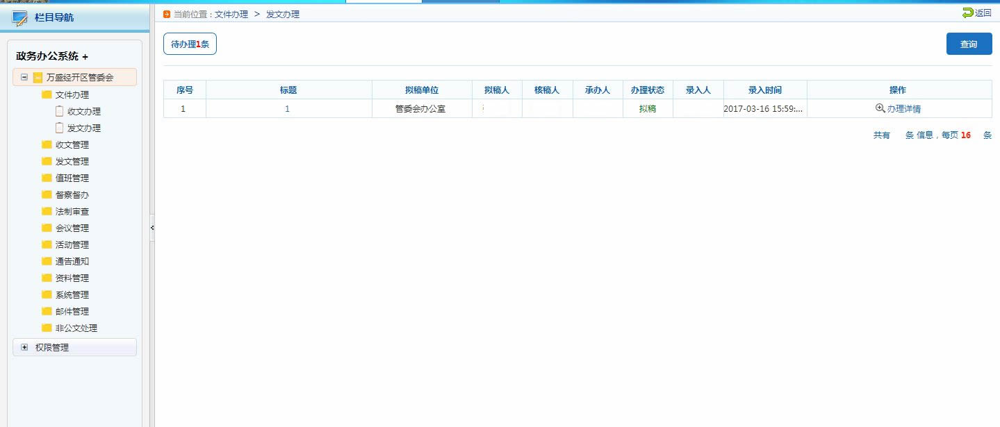 栏目导航
当前位置：文件办理 > 发文办理
返回
待办理1条
查询
政务办公系统 +
万盛经开区管委会
文件办理
收文办理
发文办理
收文管理
发文管理
值班管理
督察督办
法制审查
会议管理
活动管理
通告通知
资料管理
系统管理
邮件管理
非公文处理
权限管理
序号 标题 拟稿单位 拟稿人 核稿人 承办人 办理状态 录入人 录入时间 操作
1 1 管委会办公室 拟稿 2017-03-16 15:59:... 办理详情
共有 条 信息，每页 16 条